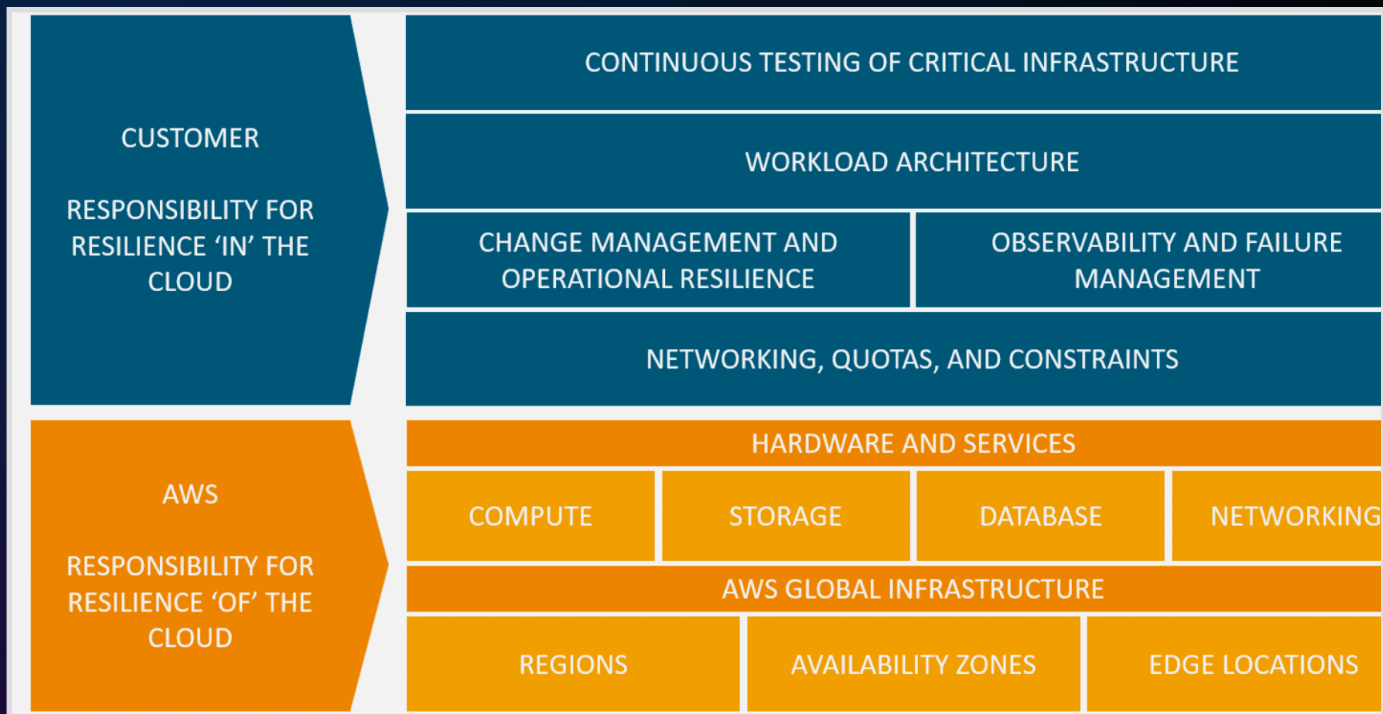 CUSTOMER
RESPONSIBILITY FOR
RESILIENCE ‘IN’ THE
CLOUD
CONTINUOUS TESTING OF CRITICAL INFRASTRUCTURE
WORKLOAD ARCHITECTURE
CHANGE MANAGEMENT AND
OPERATIONAL RESILIENCE
OBSERVABILITY AND FAILURE
MANAGEMENT
NETWORKING, QUOTAS, AND CONSTRAINTS
AWS
RESPONSIBILITY FOR
RESILIENCE ‘OF’ THE
CLOUD
HARDWARE AND SERVICES
COMPUTE
STORAGE
DATABASE
NETWORKING
AWS GLOBAL INFRASTRUCTURE
REGIONS
AVAILABILITY ZONES
EDGE LOCATIONS